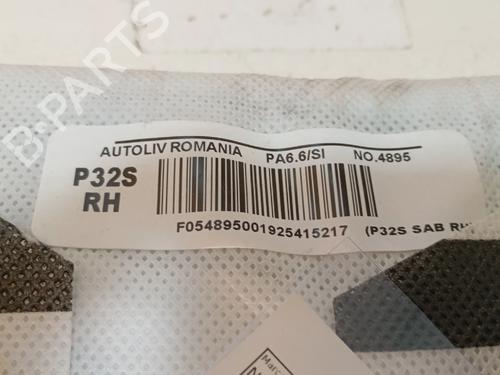 B-PARTS
AUTOLIV ROMANIA PA6.6/SI NO.4895
P32S
RH
F054895001925415217 (P32S SAB RH